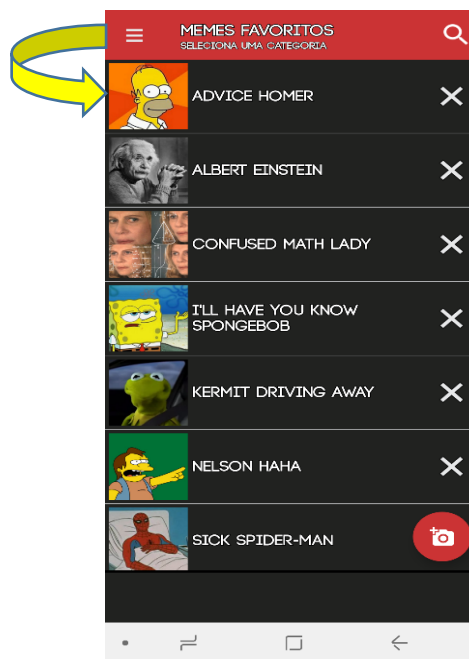 MEMES FAVORITOS
SELECIONA UMA CATEGORIA
ADVICE HOMER
ALBERT EINSTEIN
CONFUSED MATH LADY
I'LL HAVE YOU KNOW
SPONGEBOB
KERMIT DRIVING AWAY
NELSON HAHA
SICK SPIDER-MAN